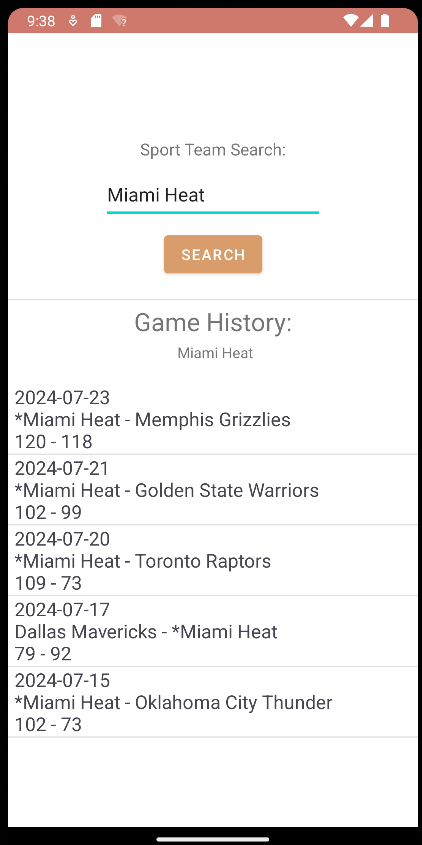 9:38
Sport Team Search:
Miami Heat
SEARCH
Game History:
Miami Heat
2024-07-23
*Miami Heat - Memphis Grizzlies
120 - 118
2024-07-21
*Miami Heat - Golden State Warriors
102 - 99
2024-07-20
*Miami Heat - Toronto Raptors
109 - 73
2024-07-17
Dallas Mavericks - *Miami Heat
79 - 92
2024-07-15
*Miami Heat - Oklahoma City Thunder
102 - 73